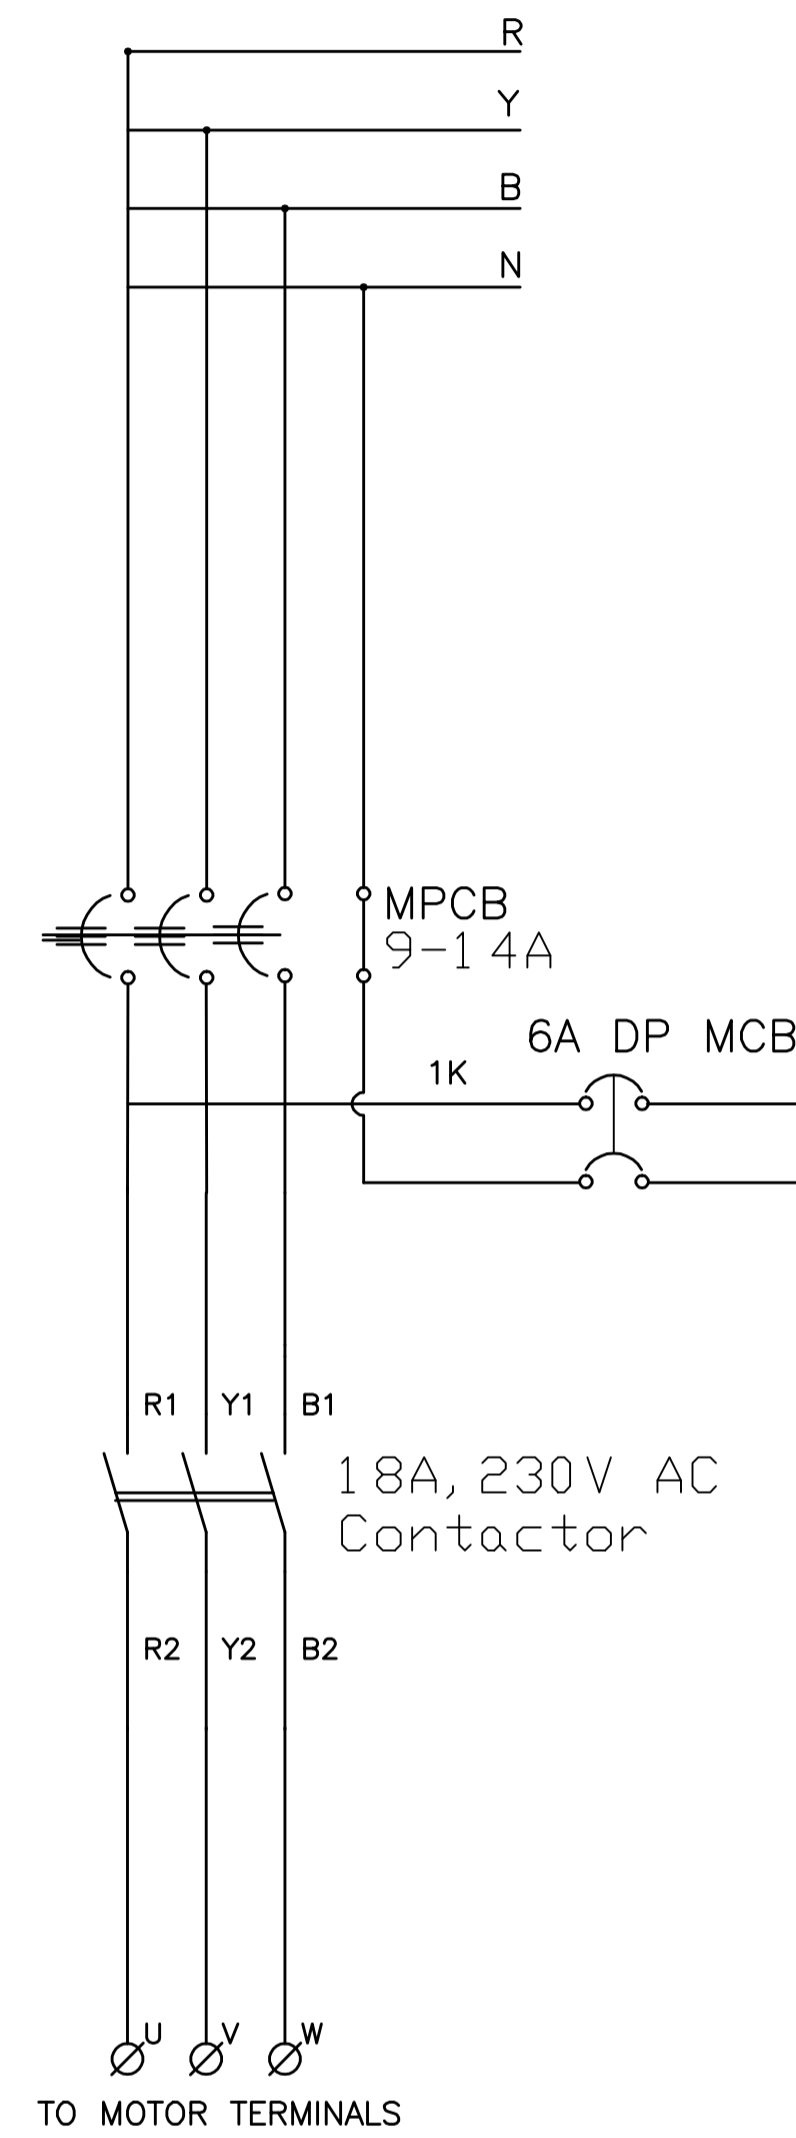 R
Y
B
N
MPCB
9-14A
6A DP MCB
1K
R1 Y1 B1
18A, 230V AC
Contactor
R2 Y2 B2
U V W
TO MOTOR TERMINALS